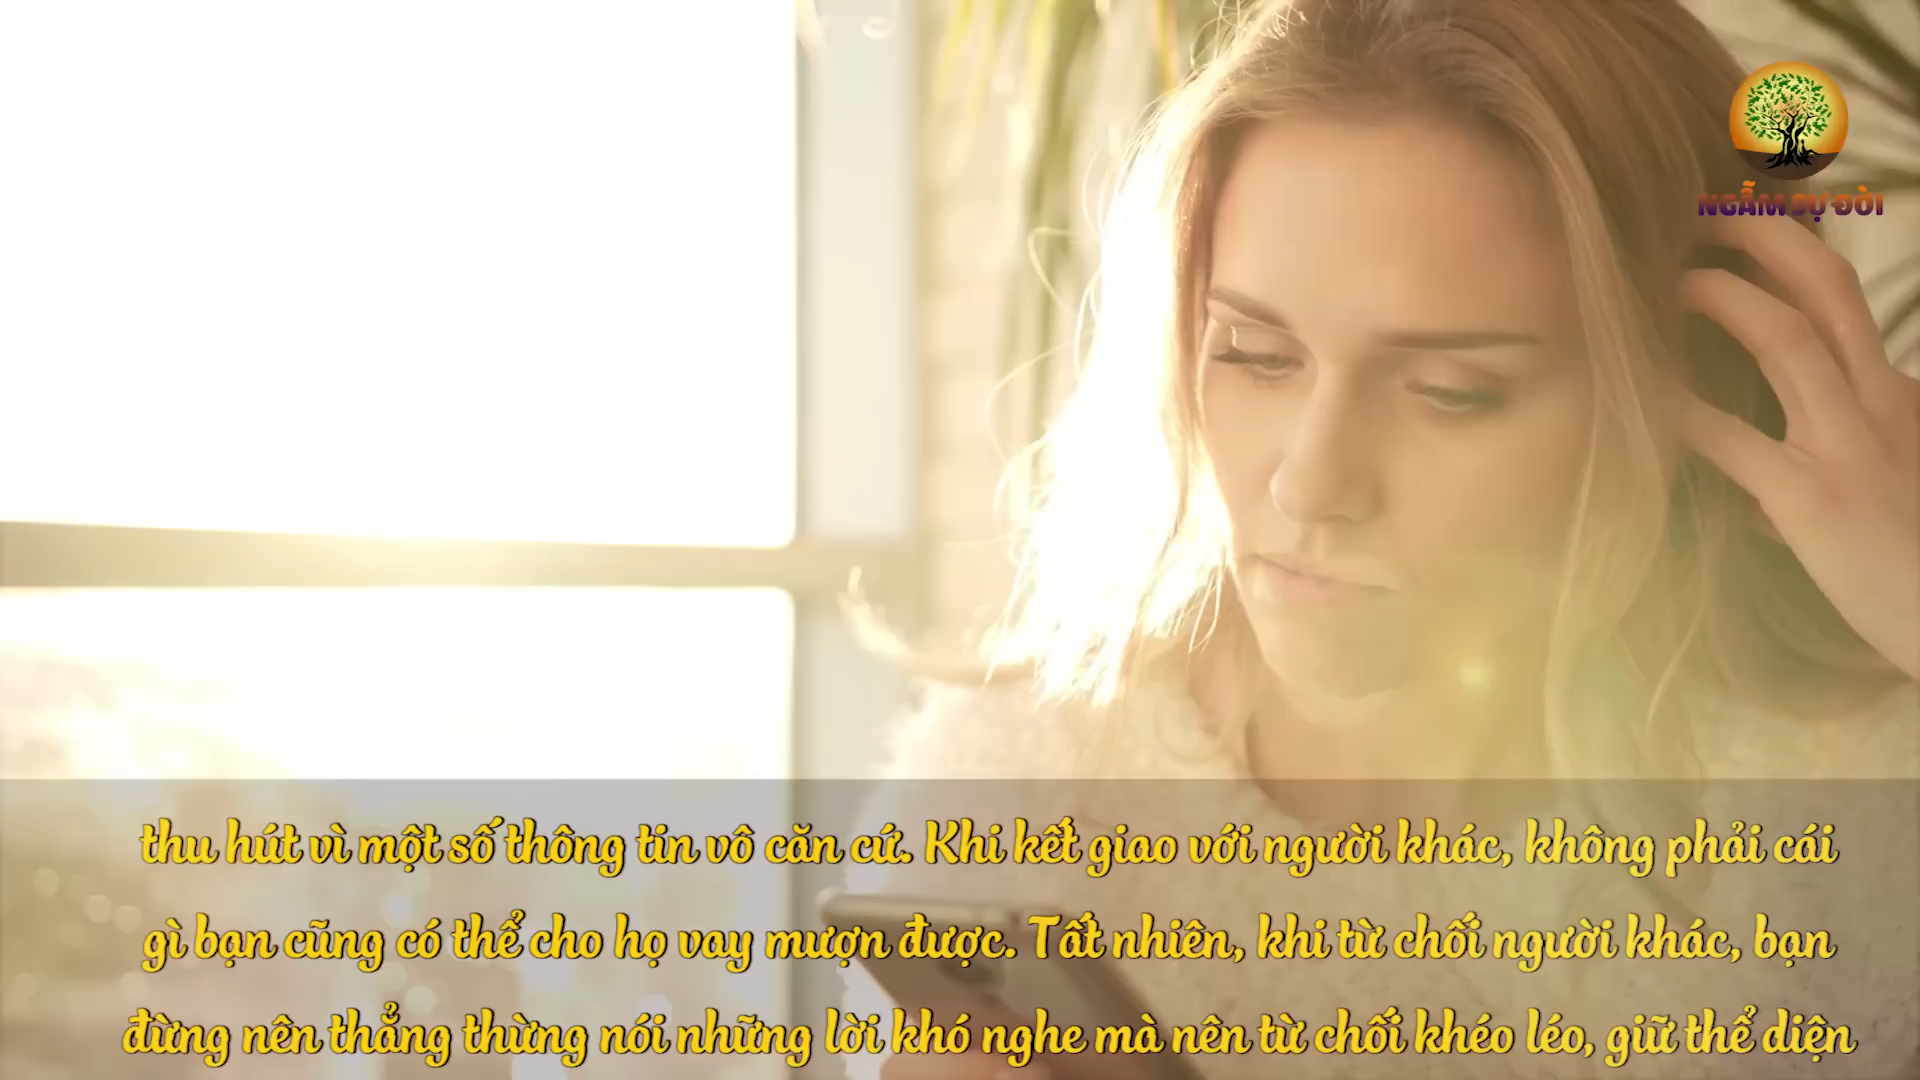 NGẪM SỰ ĐỜI
thu hút vì một số thông tin vô căn cứ. Khi kết giao với người khác, không phải cái
gì bạn cũng có thể cho họ vay mượn được. Tất nhiên, khi từ chối người khác, bạn
đừng nên thẳng thừng nói những lời khó nghe mà nên từ chối khéo léo, giữ thể diện